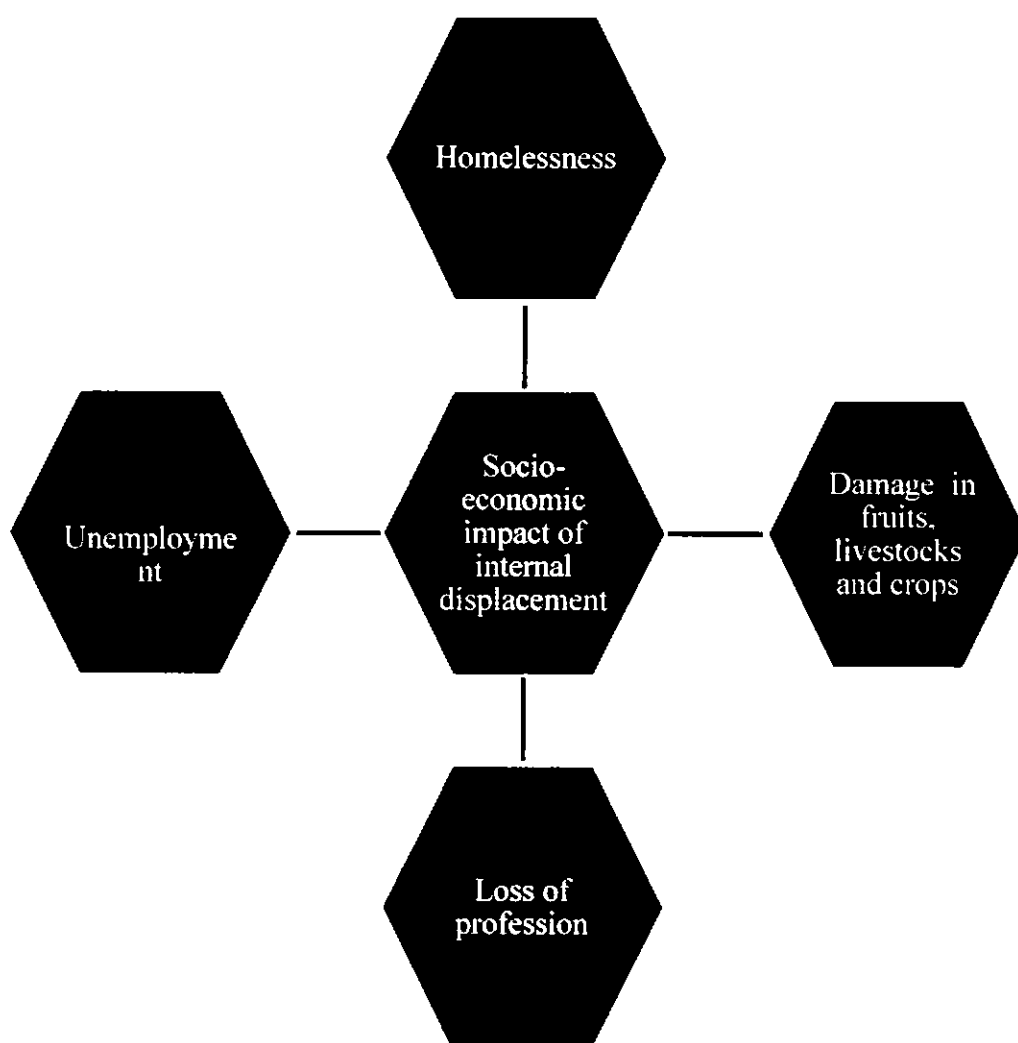 Homelessness
Unemployme
nt
Socio-
economic
impact of
internal
displacement
Damage in
fruits,
livestocks
and crops
Loss of
profession